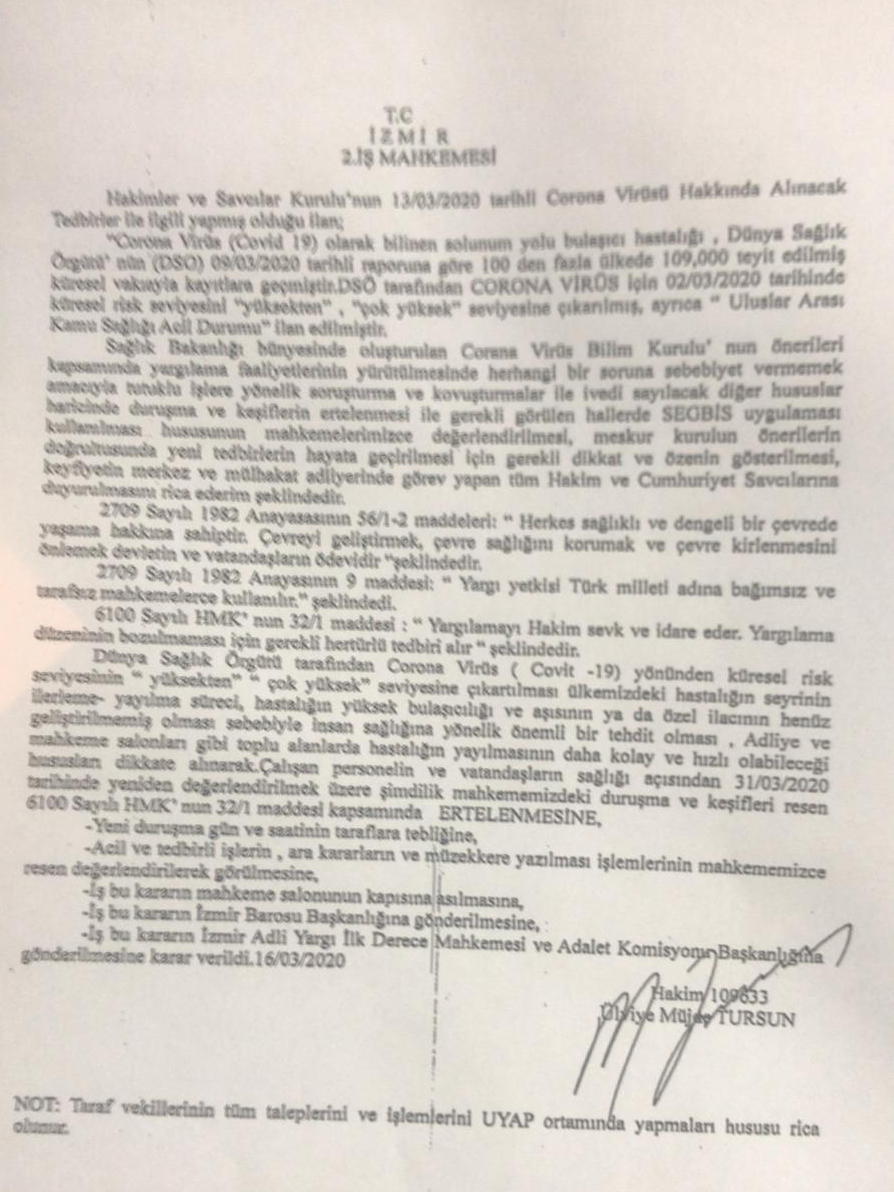 T.C
İZMİR
2.İŞ MAHKEMESİ
Hakimler ve Savcılar Kurulu'nun 13/03/2020 tarihli Corona Virüsü Hakkında Alınacak
Tedbirler ile ilgili yapmış olduğu ilan;
"Corona Virüs (Covid 19) olarak bilinen solunum yolu bulaşıcı hastalığı , Dünya Sağlık
Örgütü' nün (DSÖ) 09/03/2020 tarihli raporuna göre 100 den fazla ülkede 109,000 teyit edilmiş
küresel vakıayla kayıtlara geçmiştir.DSÖ tarafından CORONA VİRÜS için 02/03/2020 tarihinde
küresel risk seviyesini "yüksekten" , "çok yüksek" seviyesine çıkarılmış, ayrıca " Uluslar Arası
Kamu Sağlığı Acil Durumu" ilan edilmiştir.
Sağlık Bakanlığı bünyesinde oluşturulan Corana Virüs Bilim Kurulu' nun önerileri
kapsamında yargılama faaliyetlerinin yürütülmesinde herhangi bir soruna sebebiyet vermemek
amacıyla tutuklu işlere yönelik soruşturma ve kovuşturmalar ile ivedi sayılacak diğer hususlar
haricinde duruşma ve keşiflerin ertelenmesi ile gerekli görülen hallerde SEGBİS uygulaması
kullanılması hususunun mahkemelerimizce değerlendirilmesi, meskur kurulun önerilerin
doğrultusunda yeni tedbirlerin hayata geçirilmesi için gerekli dikkat ve özenin gösterilmesi,
keyfiyetin merkez ve mülhakat adliyerinde görev yapan tüm Hakim ve Cumhuriyet Savcılarına
duyurulmasını rica ederim şeklindedir.
2709 Sayılı 1982 Anayasasının 56/1-2 maddeleri: " Herkes sağlıklı ve dengeli bir çevrede
yaşama hakkına sahiptir. Çevreyi geliştirmek, çevre sağlığını korumak ve çevre kirlenmesini
önlemek devletin ve vatandaşların ödevidir "şeklindedir.
2709 Sayılı 1982 Anayasının 9 maddesi: " Yargı yetkisi Türk milleti adına bağımsız ve
tarafsız mahkemelerce kullanılır." şeklindedi.
6100 Sayılı HMK' nun 32/1 maddesi : " Yargılamayı Hakim sevk ve idare eder. Yargılama
düzeninin bozulmaması için gerekli hertürlü tedbiri alır " şeklindedir.
Dünya Sağlık Örgütü tarafından Corona Virüs ( Covit -19) yönünden küresel risk
seviyesinin " yüksekten" " çok yüksek" seviyesine çıkartılması ülkemizdeki hastalığın seyrinin
ilerleme- yayılma süreci, hastalığın yüksek bulaşıcılığı ve aşısının ya da özel ilacının henüz
geliştirilmemiş olması sebebiyle insan sağlığına yönelik önemli bir tehdit olması , Adliye ve
mahkeme salonları gibi toplu alanlarda hastalığın yayılmasının daha kolay ve hızlı olabileceği
hususları dikkate alınarak.Çalışan personelin ve vatandaşların sağlığı açısından 31/03/2020
tarihinde yeniden değerlendirilmek üzere şimdilik mahkememizdeki duruşma ve keşifleri resen
6100 Sayılı HMK' nun 32/1 maddesi kapsamında ERTELENMESİNE,
-Yeni duruşma gün ve saatinin taraflara tebliğine,
-Acil ve tedbirli işlerin , ara kararların ve müzekkere yazılması işlemlerinin mahkememizce
resen değerlendirilerek görülmesine,
-İş bu kararın mahkeme salonunun kapısına asılmasına,
-İş bu kararın İzmir Barosu Başkanlığına gönderilmesine,
-İş bu kararın İzmir Adli Yargı İlk Derece Mahkemesi ve Adalet Komisyonu Başkanlığına
gönderilmesine karar verildi.16/03/2020
Hakim 109633
Ulviye Müjde TURSUN
NOT: Taraf vekillerinin tüm taleplerini ve işlemlerini UYAP ortamında yapmaları hususu rica
olunur.